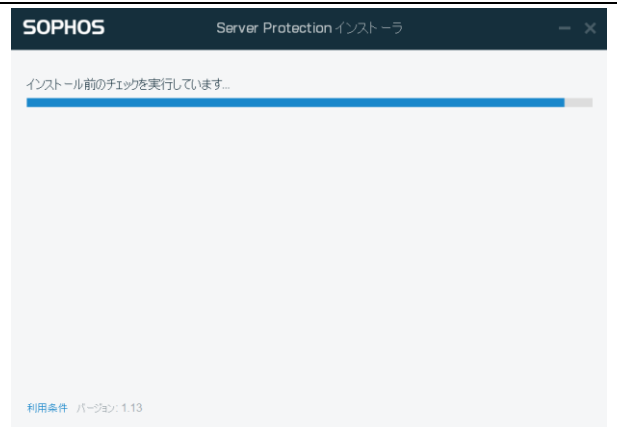 SOPHOS Server Protection インストーラ
インストール前のチェックを実行しています...
利用条件 バージョン: 1.13